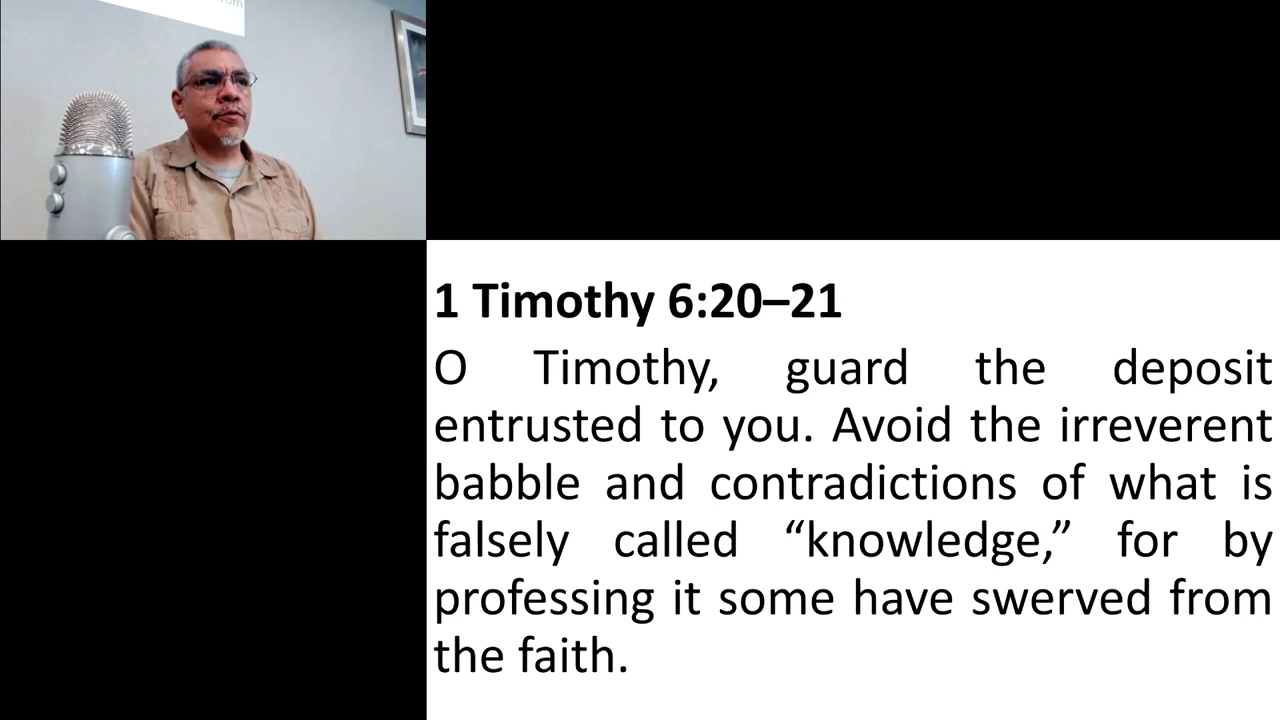 1 Timothy 6:20–21
O Timothy, guard the deposit
entrusted to you. Avoid the irreverent
babble and contradictions of what is
falsely called “knowledge,” for by
professing it some have swerved from
the faith.